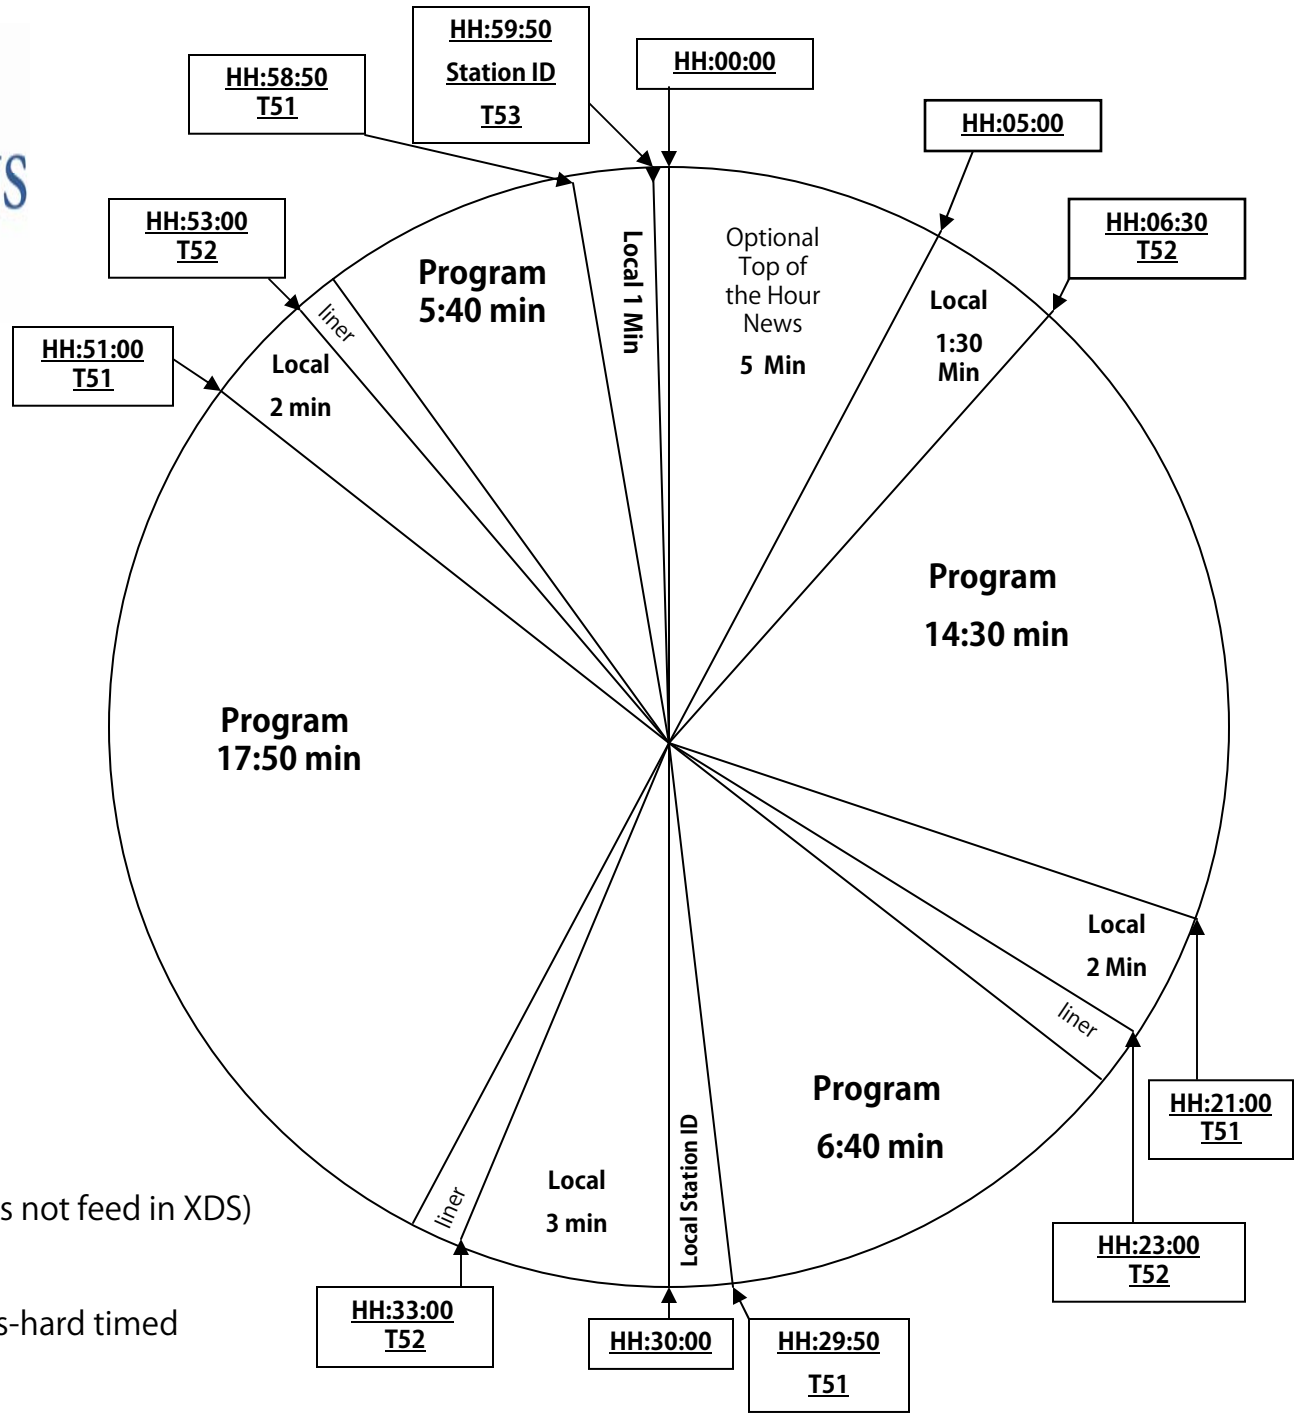 HH:59:50
Station ID
T53
HH:00:00
HH:58:50
T51
HH:05:00
HH:53:00
T52
HH:06:30
T52
HH:51:00
T51
Optional
Top of
the Hour
News
5 Min
Local
1:30
Min
Local 1 Min
Program
5:40 min
liner
Local
2 min
Program
14:30 min
Program
17:50 min
Local
2 Min
liner
Program
6:40 min
HH:21:00
T51
Local Station ID
Local
3 min
liner
s not feed in XDS)
HH:23:00
T52
HH:33:00
T52
HH:30:00
HH:29:50
T51
s-hard timed